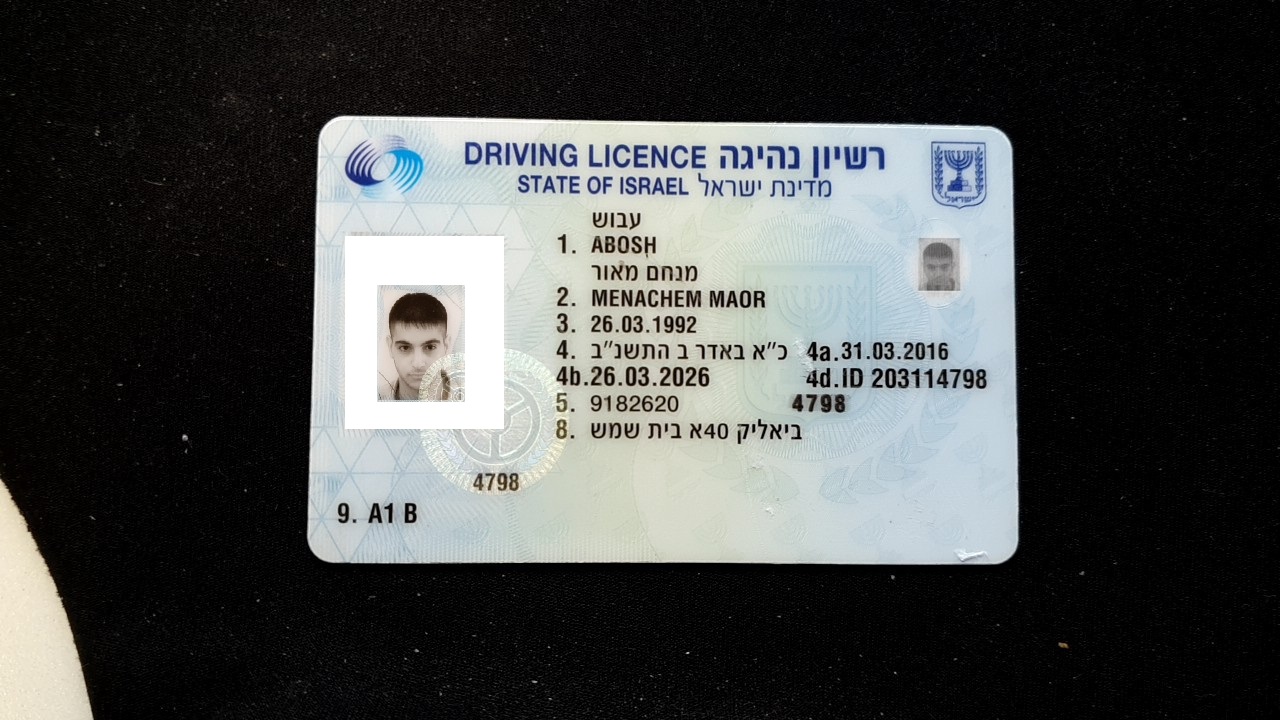 DRIVING LICENCE רשיון נהיגה
STATE OF ISRAEL מדינת ישראל
ישראל
עבוש
1. ABOSH
מנחם מאור
2. MENACHEM MAOR
3. 26.03.1992
4. כ"א באדר ב התשנ"ב 4a. 31.03.2016
4b. 26.03.2026 4d. ID 203114798
5. 9182620 4798
8. ביאליק 40א בית שמש
4798
9. A1 B